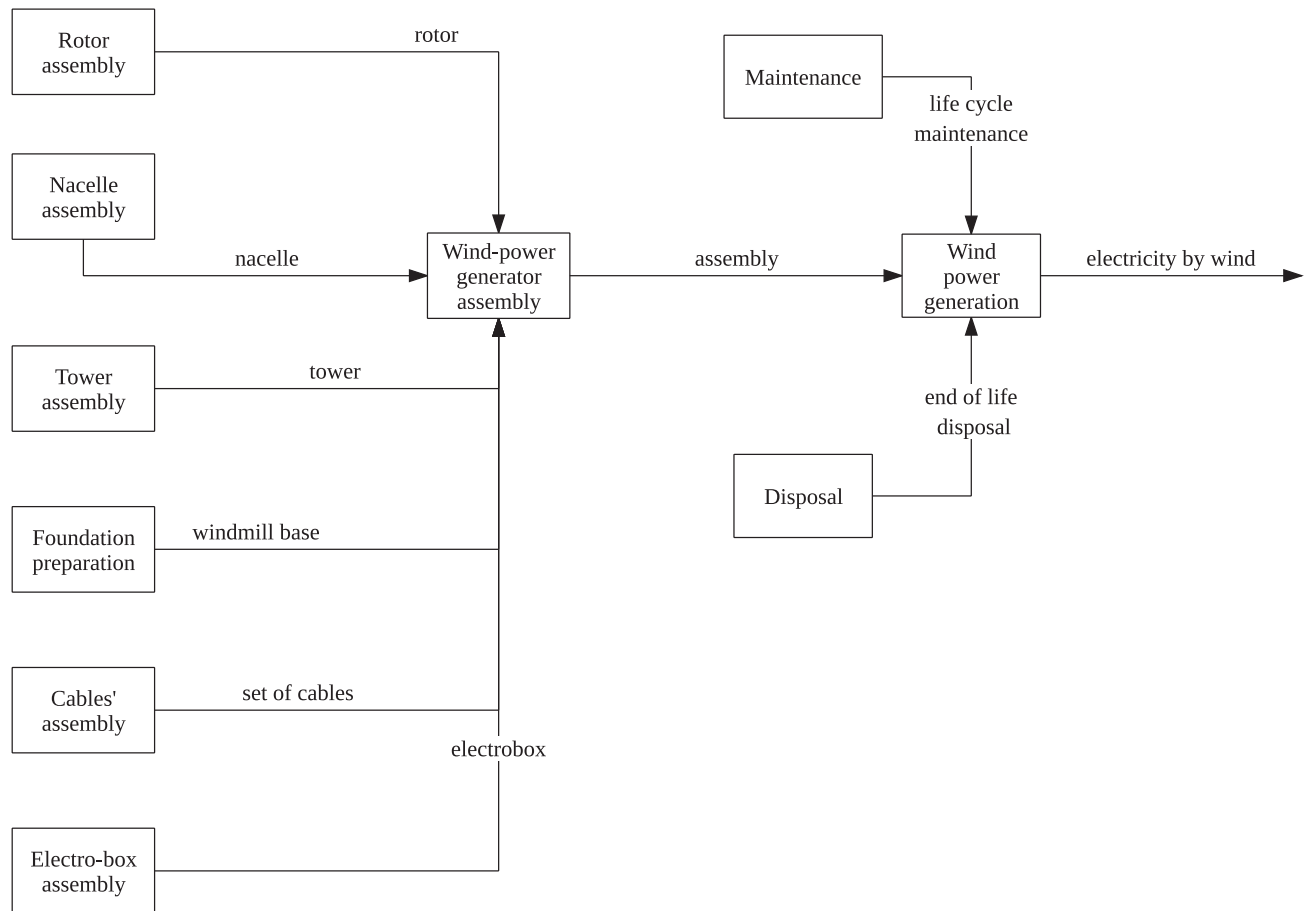 Rotor
assembly
rotor
Maintenance
life cycle
maintenance
Nacelle
assembly
nacelle
Wind-power
generator
assembly
assembly
Wind
power
generation
electricity by wind
Tower
assembly
tower
end of life
disposal
Disposal
Foundation
preparation
windmill base
Cables'
assembly
set of cables
electrobox
Electro-box
assembly